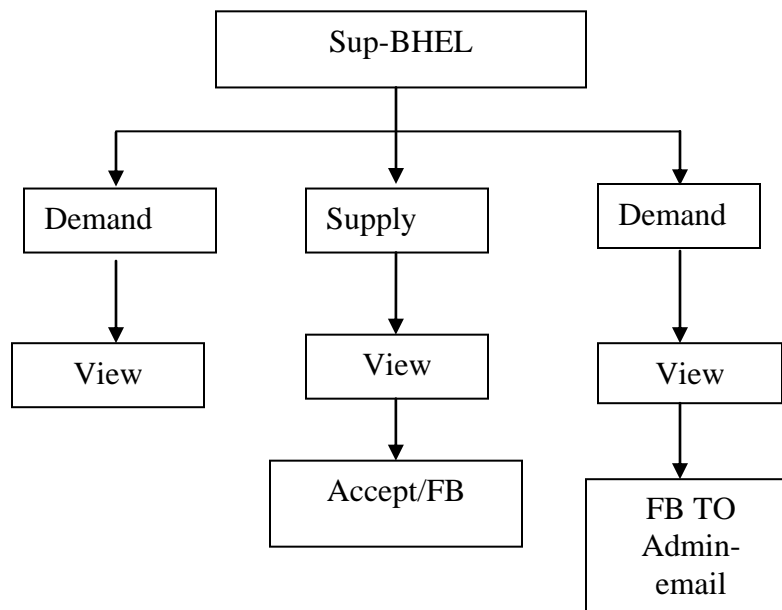 Sup-BHEL
Demand
Supply
Demand
View
View
View
Accept/FB
FB TO
Admin-
email